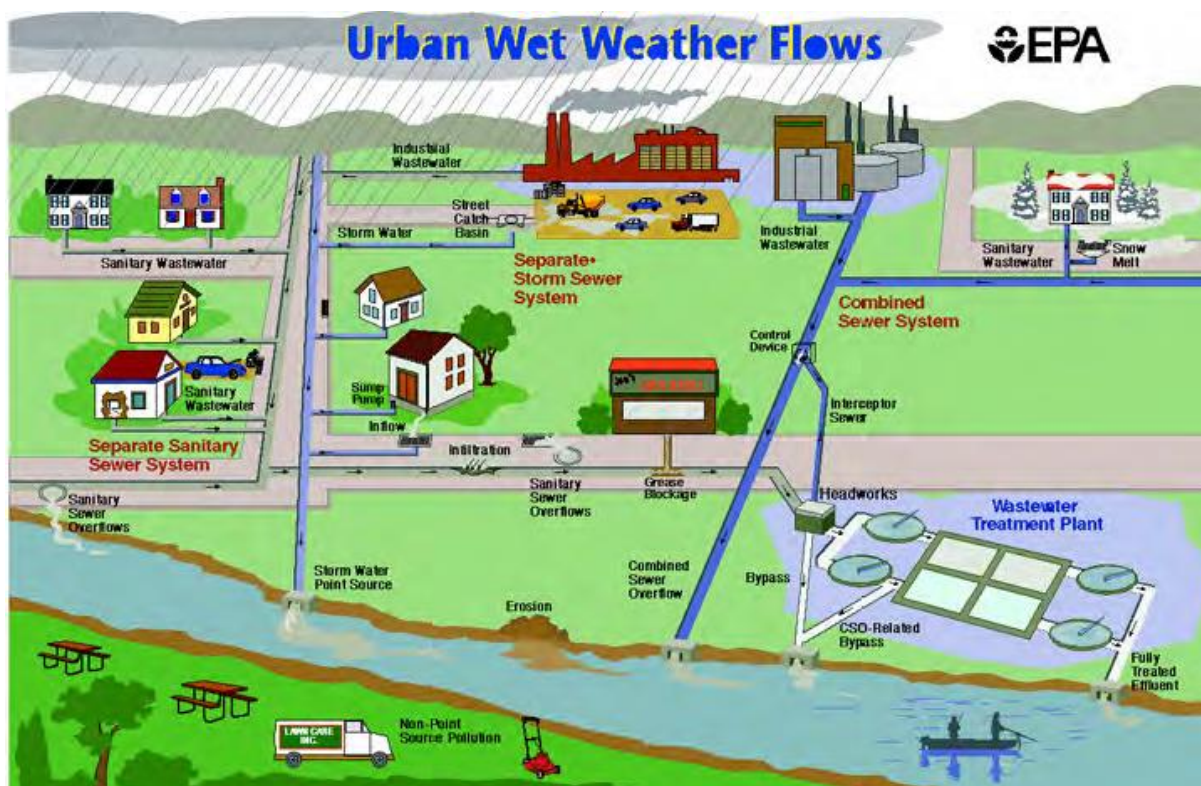 Urban Wet Weather Flows
EPA
Industrial
Wastewater
Street
Catch
Basin
Storm Water
Sanitary Wastewater
Separate•
Storm Sewer
System
Industrial
Wastewater
Sanitary
Wastewater
Snow
Melt
Combined
Sewer System
Control
Device
Interceptor
Sewer
Sanitary
Wastewater
Sump
Pump
Inflow
Separate Sanitary
Sewer System
Infiltration
Sanitary
Sewer
Overflows
Sanitary
Sewer
Overflows
Grease
Blockage
Headworks
Wastewater
Treatment Plant
Storm Water
Point Source
Erosion
Combined
Sewer
Overflow
Bypass
CSO-Related
Bypass
Fully
Treated
Effluent
LAWN CARE
INC.
Non-Point
Source Pollution